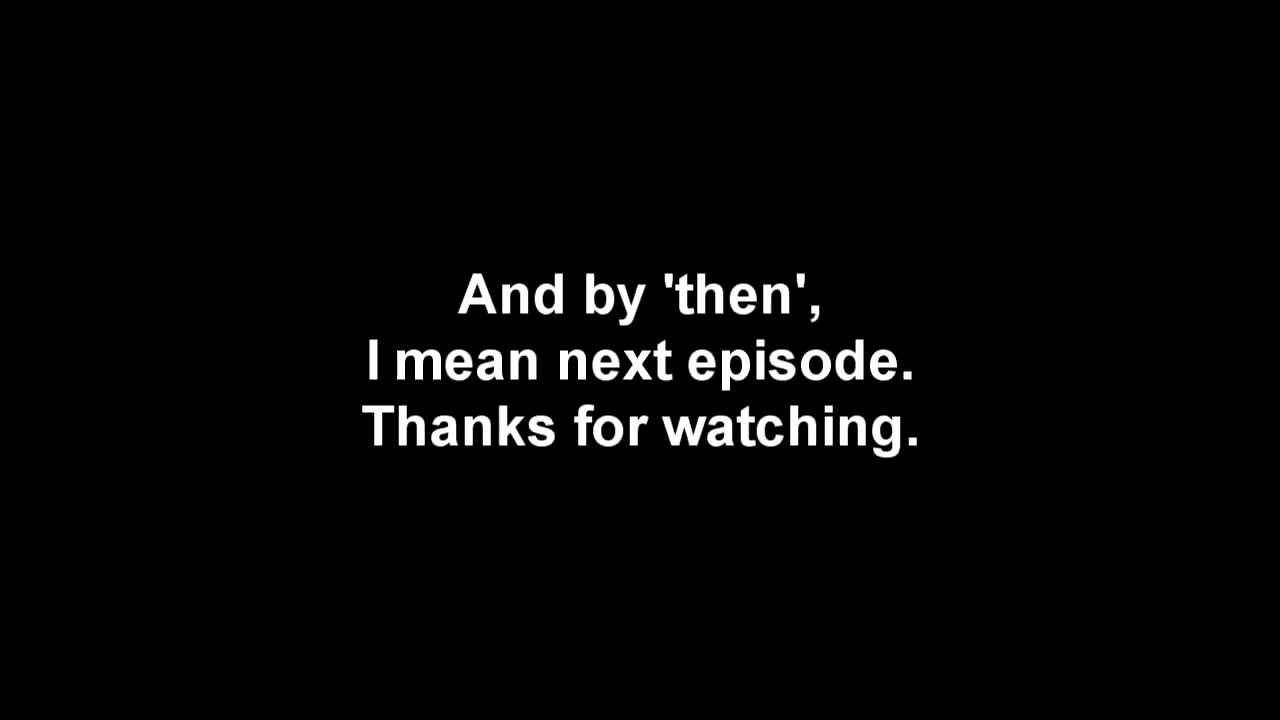 And by 'then',
I mean next episode.
Thanks for watching.